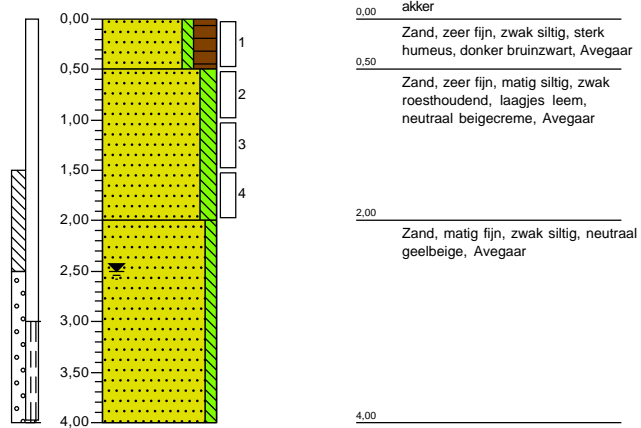 0,00
0,50
1,00
1,50
2,00
2,50
3,00
3,50
4,00
1
2
3
4
0,00
akker
Zand, zeer fijn, zwak siltig, sterk
humeus, donker bruinzwart, Avegaar
0,50
Zand, zeer fijn, matig siltig, zwak
roesthoudend, laagjes leem,
neutraal beigecreme, Avegaar
2,00
Zand, matig fijn, zwak siltig, neutraal
geelbeige, Avegaar
4,00